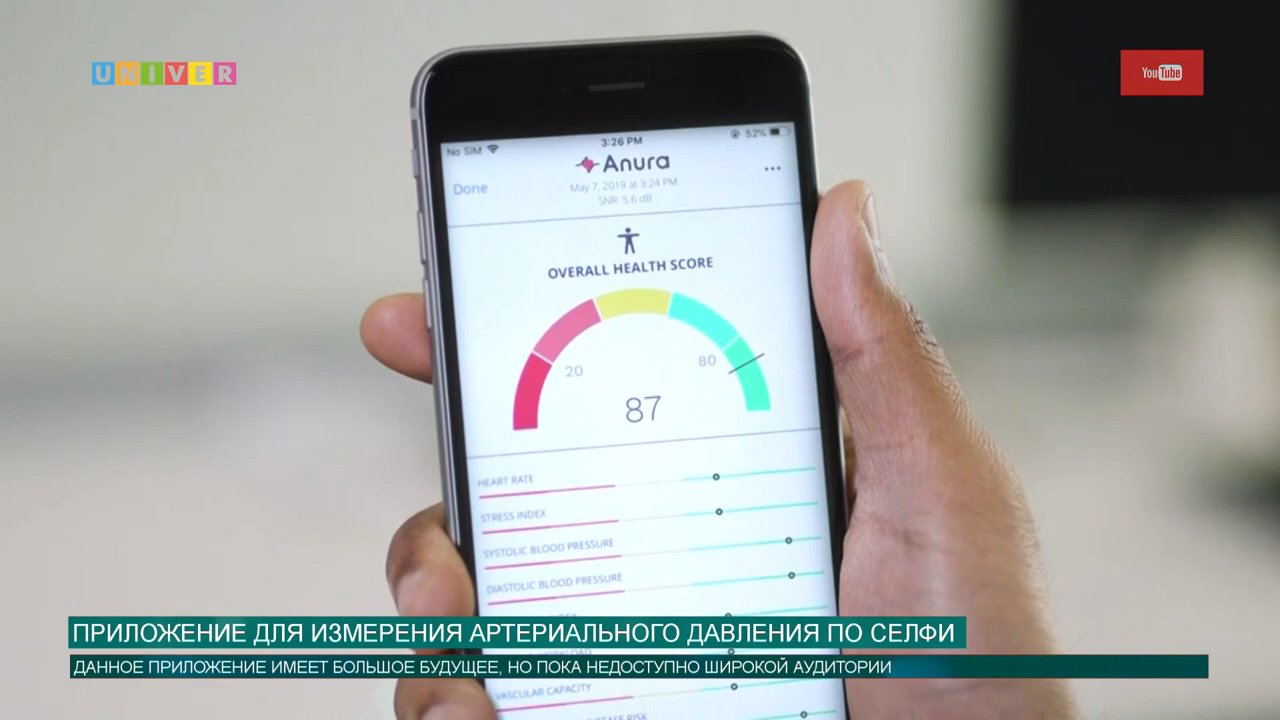 UNIVER
YouTube
No SIM 3:26 PM 52%
Anura
Done
May 7, 2019 at 3:24 PM
SNR: 5.6 dB
OVERALL HEALTH SCORE
20 80
87
HEART RATE
STRESS INDEX
SYSTOLIC BLOOD PRESSURE
DIASTOLIC BLOOD PRESSURE
ПРИЛОЖЕНИЕ ДЛЯ ИЗМЕРЕНИЯ АРТЕРИАЛЬНОГО ДАВЛЕНИЯ ПО СЕЛФИ
ДАННОЕ ПРИЛОЖЕНИЕ ИМЕЕТ БОЛЬШОЕ БУДУЩЕЕ, НО ПОКА НЕДОСТУПНО ШИРОКОЙ АУДИТОРИИ
VASCULAR CAPACITY
RISK